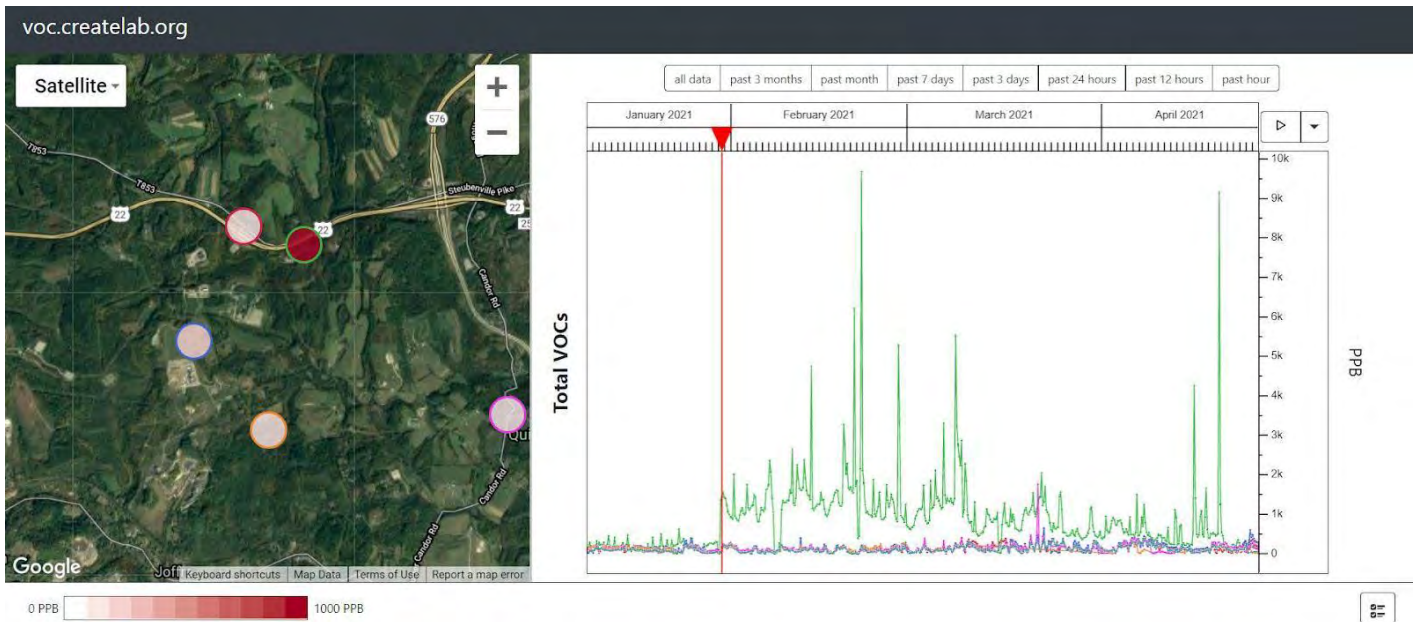 voc.createlab.org
Satellite
+
−
576
T853
T853
Steubenville Pike
22
22
22
25
Candor Rd
Qui
Candor Rd
Candor Rd
Joff
Google
Keyboard shortcuts
Map Data
Terms of Use
Report a map error
0 PPB
1000 PPB
all data
past 3 months
past month
past 7 days
past 3 days
past 24 hours
past 12 hours
past hour
January 2021
February 2021
March 2021
April 2021
Total VOCs
10k
9k
8k
7k
6k
5k
4k
3k
2k
1k
0
PPB